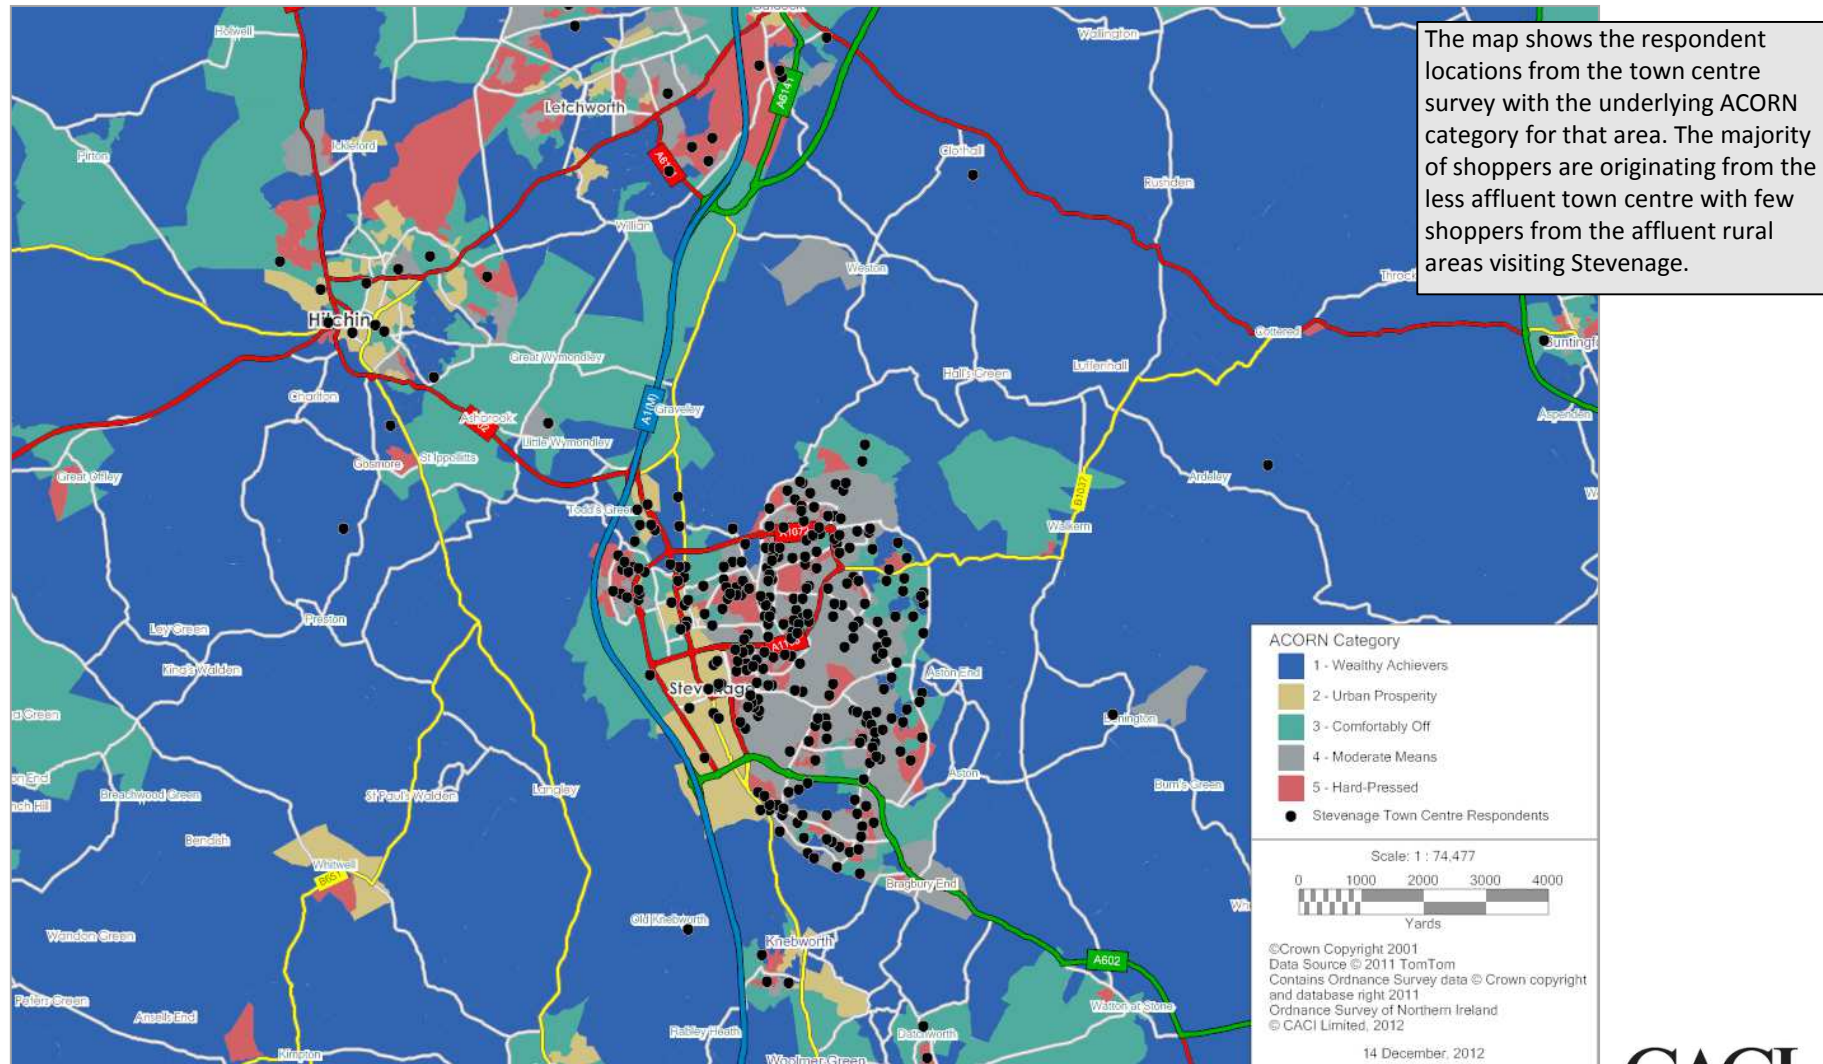 The map shows the respondent
locations from the town centre
survey with the underlying ACORN
category for that area. The majority
of shoppers are originating from the
less affluent town centre with few
shoppers from the affluent rural
areas visiting Stevenage.
Holwell
Wallington
Letchworth
A6141
Pirton
Ickleford
Clothall
Rushden
Willian
Weston
Hitchin
Cottered
Great Wymondley
Hall's Green
Luffenhall
Charlton
A1(M)
Graveley
Ashbrook
Aspenden
Little Wymondley
Gosmore
St Ippollitts
Great Offley
Ardeley
B1037
Todd's Green
Walkern
A1072
Preston
Ley Green
King's Walden
Stevenage
Aston End
Aston
Burn's Green
Breachwood Green
St Paul's Walden
Langley
Bendish
Whitwell
B651
Bragbury End
Old Knebworth
Knebworth
Wandon Green
A602
Peters Green
Ansells End
Watton at Stone
Rabley Heath
Datchworth
Kimpton
Woolmer Green
ACORN Category
1 - Wealthy Achievers
2 - Urban Prosperity
3 - Comfortably Off
4 - Moderate Means
5 - Hard-Pressed
Stevenage Town Centre Respondents
Scale: 1 : 74,477
0 1000 2000 3000 4000
Yards
©Crown Copyright 2001
Data Source © 2011 TomTom
Contains Ordnance Survey data © Crown copyright
and database right 2011
Ordnance Survey of Northern Ireland
© CACI Limited, 2012
14 December, 2012
CACI